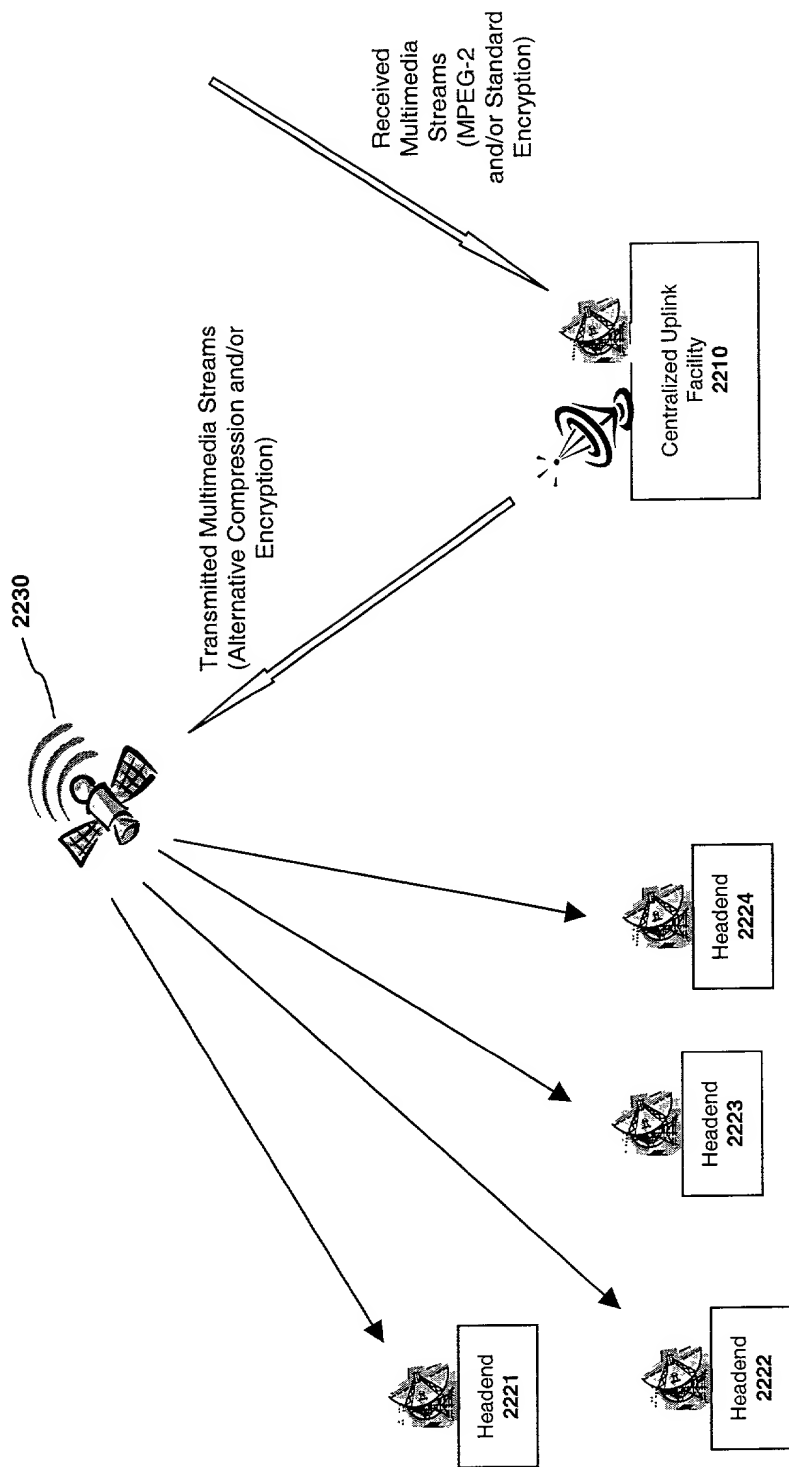 2230
Transmitted Multimedia Streams
(Alternative Compression and/or
Encryption)
Received
Multimedia
Streams
(MPEG-2
and/or Standard
Encryption)
Centralized Uplink
Facility
2210
Headend
2221
Headend
2222
Headend
2223
Headend
2224